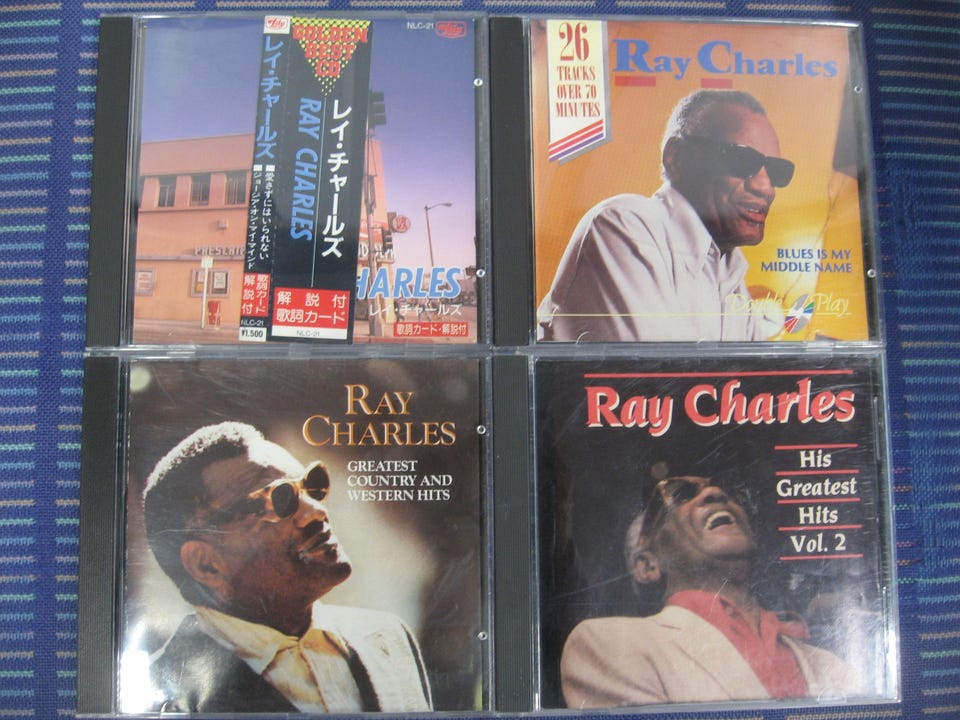 NLC-21
Lily
Lily
GOLDEN
BEST
CD
レイ・チャールズ
RAY CHARLES
レイ・チャールズ
■愛さずにはいられない
■ジョージア・オン・マイ・マインド
歌詞カード
解説付
NLC-21
¥1,500
解説付
歌詞カード
NLC-21
HARLES
レイ・チャールズ
歌詞カード・解説付
26
TRACKS
OVER 70
MINUTES
Ray Charles
BLUES IS MY
MIDDLE NAME
Double Play
RAY
CHARLES
GREATEST
COUNTRY AND
WESTERN HITS
Ray Charles
His
Greatest
Hits
Vol. 2